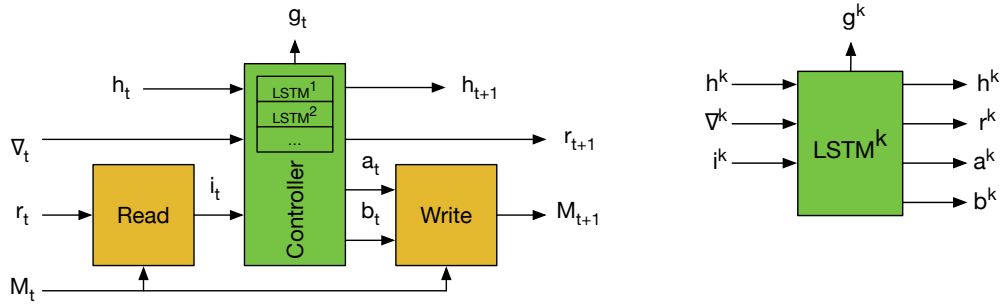 g_t
h_t
LSTM^1
LSTM^2
...
Controller
h_{t+1}
∇_t
r_{t+1}
r_t
Read
i_t
a_t
b_t
Write
M_{t+1}
M_t
g^k
h^k
∇^k
i^k
LSTM^k
h^k
r^k
a^k
b^k